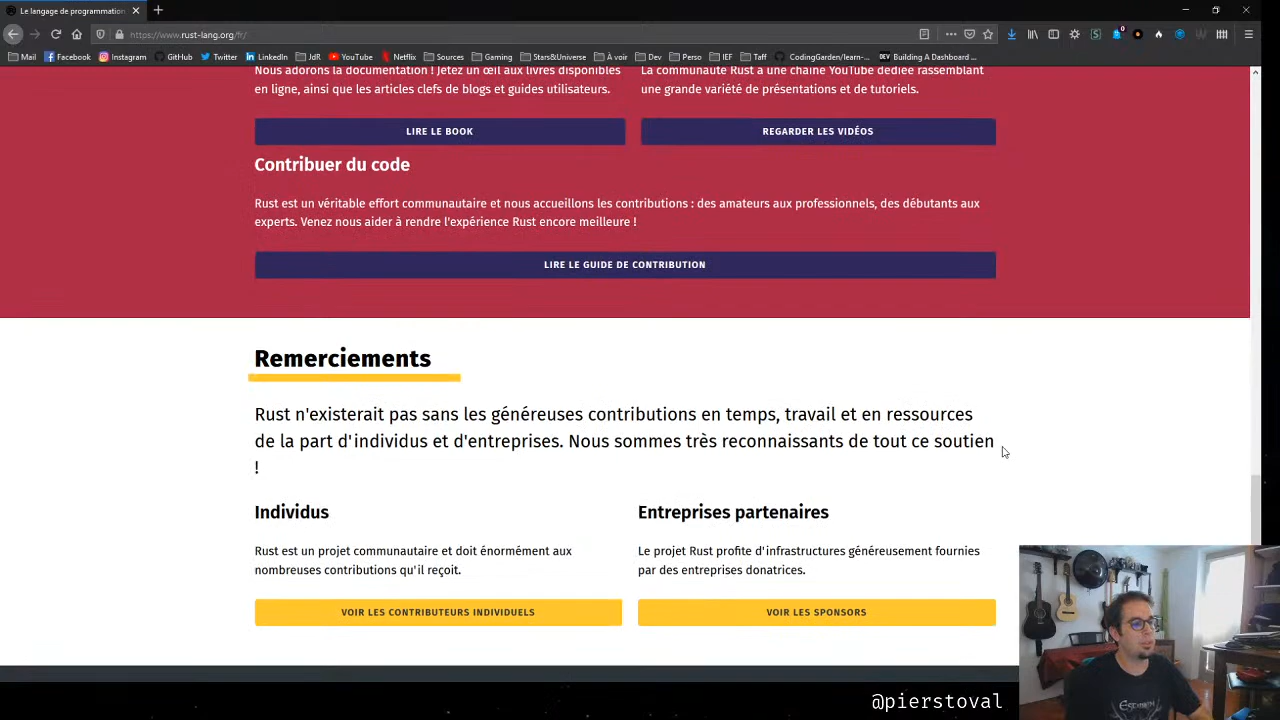 Le langage de programmation
https://www.rust-lang.org/fr/
Mail Facebook Instagram GitHub Twitter LinkedIn JdR YouTube Netflix Sources Gaming Stars&Universe À voir Dev Perso IEF Taff CodingGarden/learn-... Building A Dashboard ...
Nous adorons la documentation ! Jetez un œil aux livres disponibles
en ligne, ainsi que les articles clefs de blogs et guides utilisateurs.
LIRE LE BOOK
La communauté Rust a une chaîne YouTube dédiée rassemblant
une grande variété de présentations et de tutoriels.
REGARDER LES VIDÉOS
Contribuer du code
Rust est un véritable effort communautaire et nous accueillons les contributions : des amateurs aux professionnels, des débutants aux
experts. Venez nous aider à rendre l'expérience Rust encore meilleure !
LIRE LE GUIDE DE CONTRIBUTION
Remerciements
Rust n'existerait pas sans les généreuses contributions en temps, travail et en ressources
de la part d'individus et d'entreprises. Nous sommes très reconnaissants de tout ce soutien
!
Individus
Rust est un projet communautaire et doit énormément aux
nombreuses contributions qu'il reçoit.
VOIR LES CONTRIBUTEURS INDIVIDUELS
Entreprises partenaires
Le projet Rust profite d'infrastructures généreusement fournies
par des entreprises donatrices.
VOIR LES SPONSORS
@pierstoval